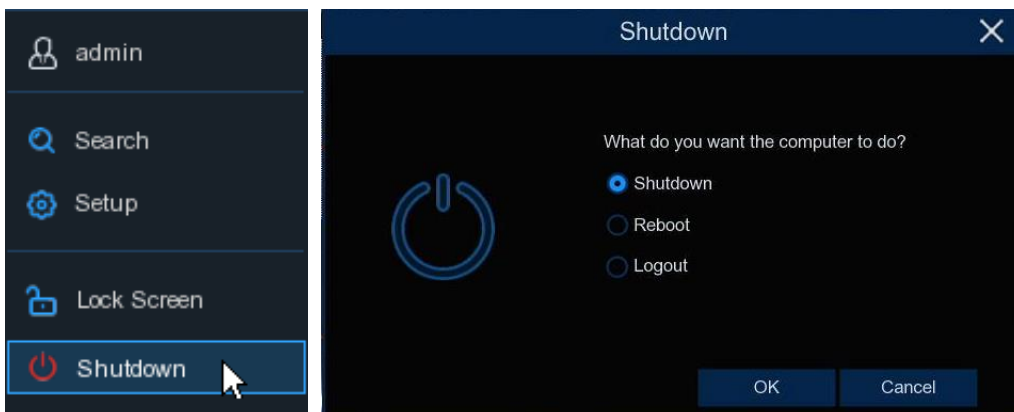 admin
Search
Setup
Lock Screen
Shutdown
Shutdown
What do you want the computer to do?
Shutdown
Reboot
Logout
OK
Cancel